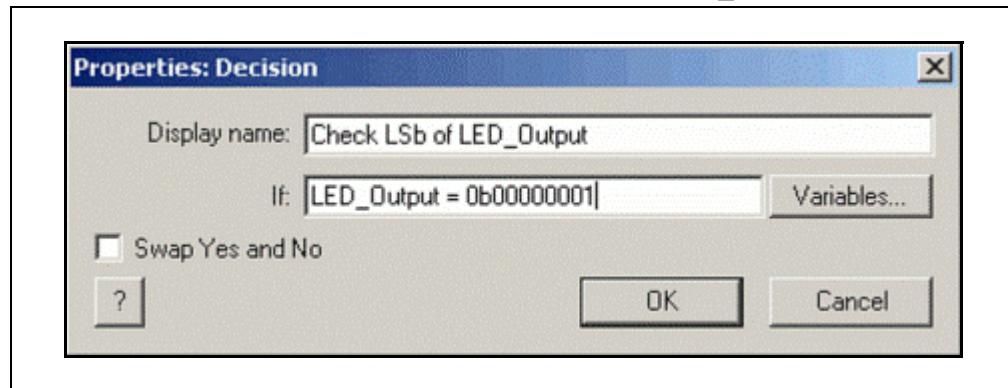 Properties: Decision
Display name: Check LSb of LED_Output
If: LED_Output = 0b00000001 Variables...
Swap Yes and No
? OK Cancel